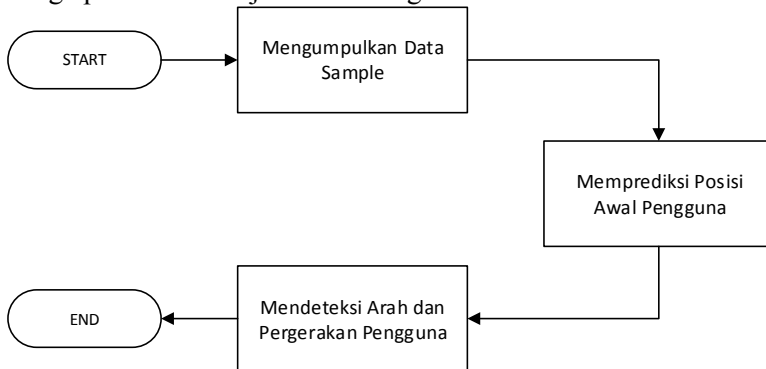 START
Mengumpulkan Data
Sample
Memprediksi Posisi
Awal Pengguna
Mendeteksi Arah dan
Pergerakan Pengguna
END